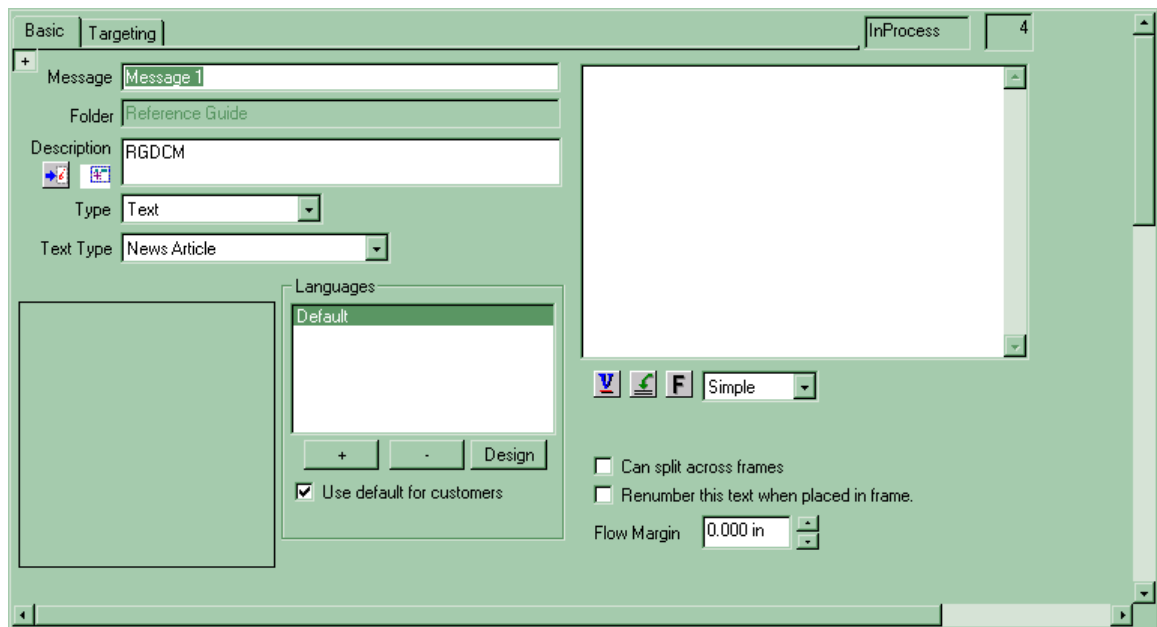 Basic
Targeting
InProcess
4
+
Message
Message 1
Folder
Reference Guide
Description
RGDCM
Type
Text
Text Type
News Article
Languages
Default
+
-
Design
Use default for customers
V
F
Simple
Can split across frames
Renumber this text when placed in frame.
Flow Margin
0.000 in